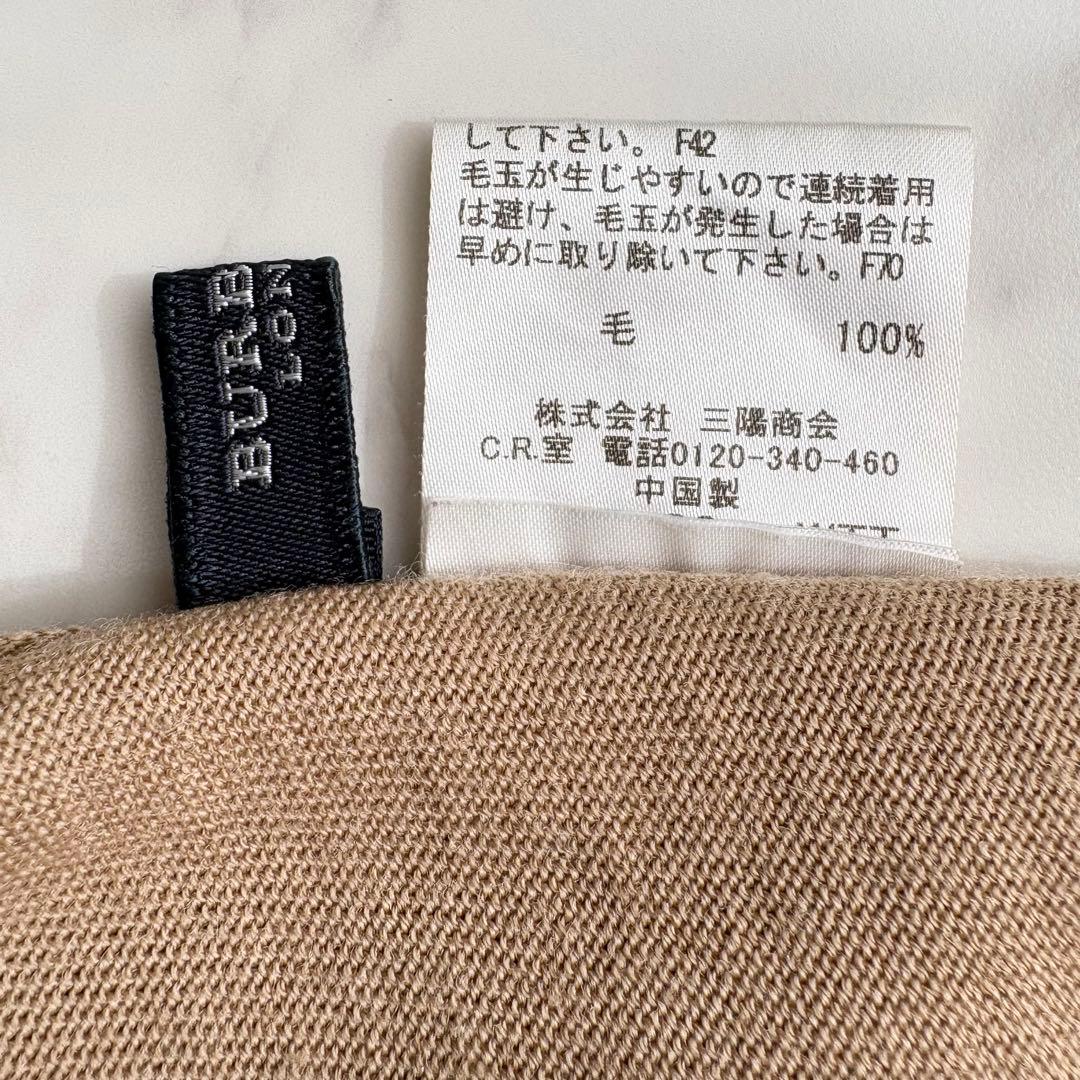 して下さい。 F42
毛玉が生じやすいので連続着用
は避け、毛玉が発生した場合は
早めに取り除いて下さい。F70
毛 100%
株式会社 三陽商会
C.R.室 電話0120-340-460
中国製
BURB
LON